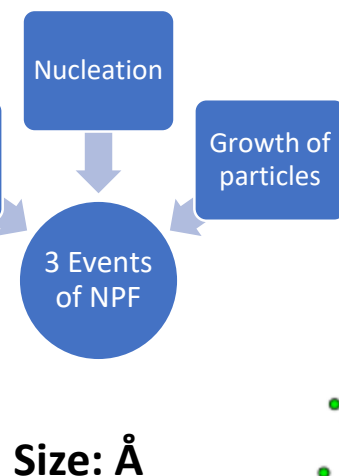 Nucleation
Growth of
particles
3 Events
of NPF
Size: Å